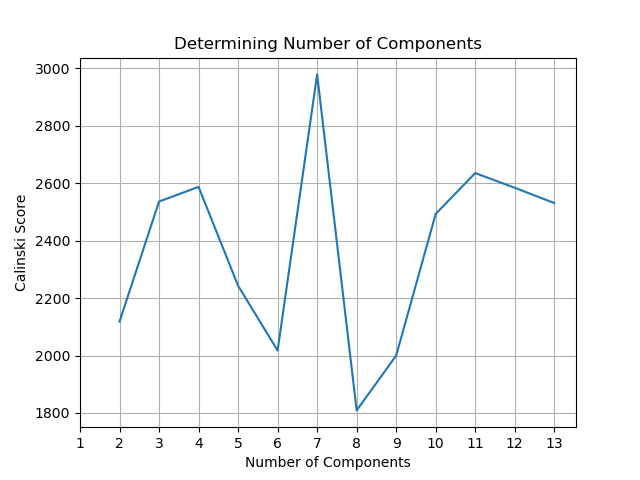 Determining Number of Components
3000
2800
2600
2400
2200
2000
1800
Calinski Score
1 2 3 4 5 6 7 8 9 10 11 12 13
Number of Components